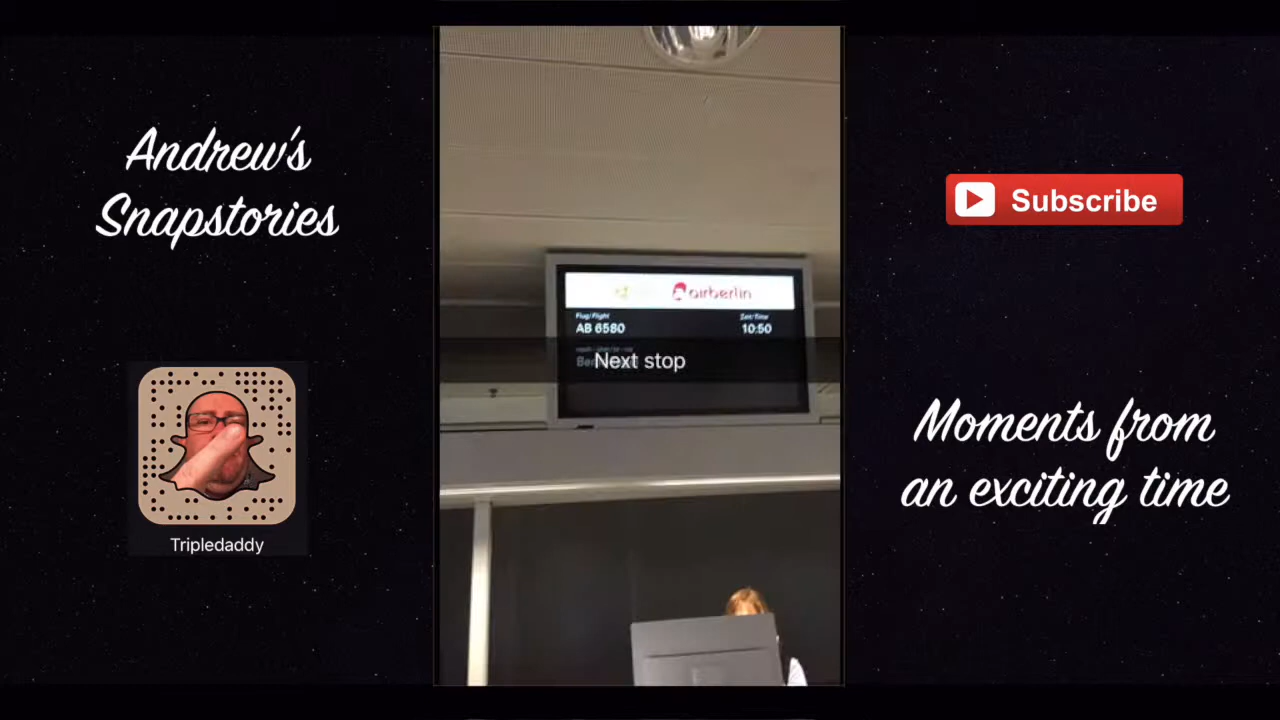 Andrew's
Snapstories
Tripledaddy
airberlin
Flug/Flight
Zeit/Time
AB 6580
10:50
Next stop
Subscribe
Moments from
an exciting time